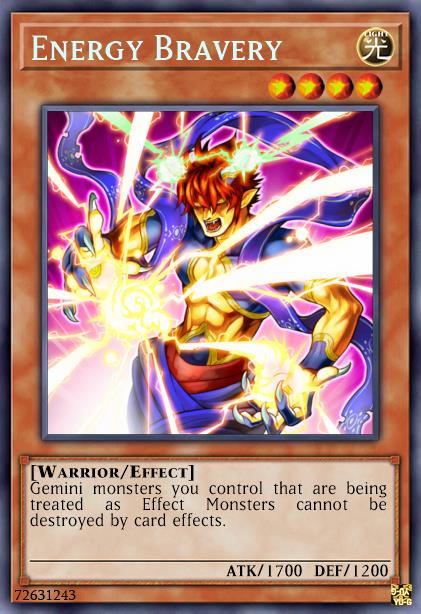 Energy Bravery
LIGHT
光
[Warrior/Effect]
Gemini monsters you control that are being
treated as Effect Monsters cannot be
destroyed by card effects.
ATK/1700 DEF/1200
72631243